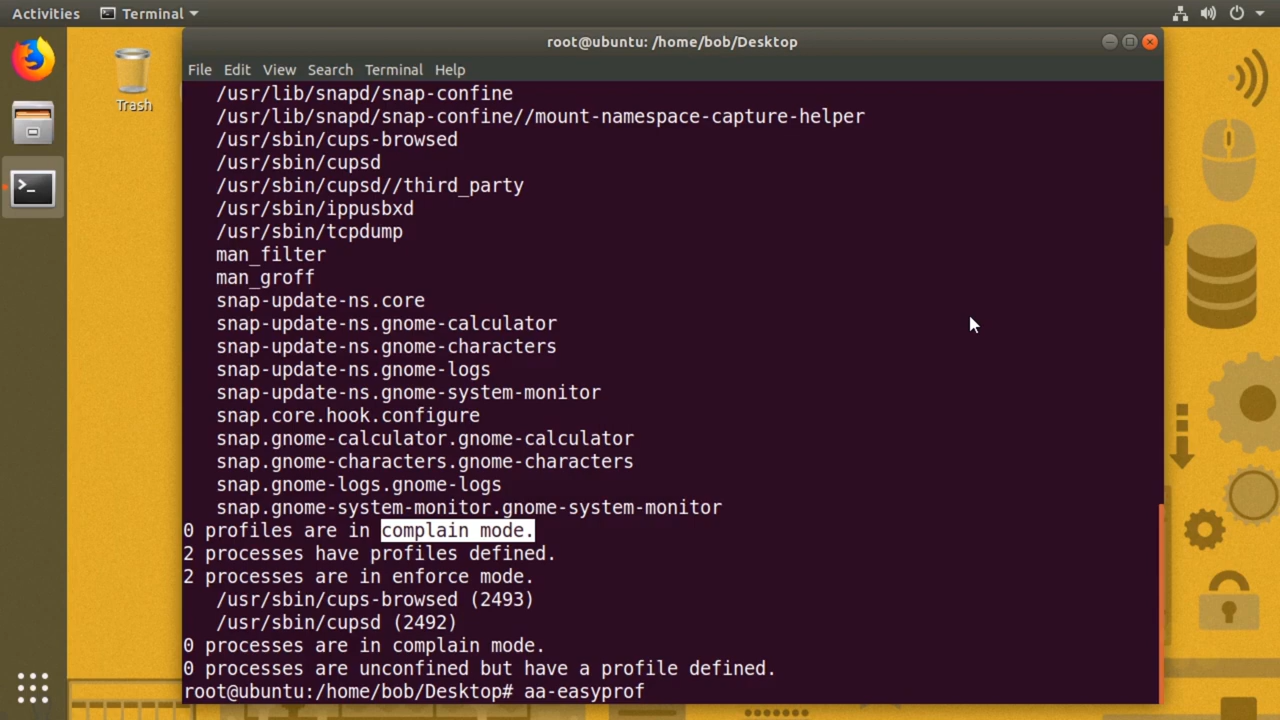 Activities
Terminal
Trash
root@ubuntu: /home/bob/Desktop
File Edit View Search Terminal Help
/usr/lib/snapd/snap-confine
/usr/lib/snapd/snap-confine//mount-namespace-capture-helper
/usr/sbin/cups-browsed
/usr/sbin/cupsd
/usr/sbin/cupsd//third_party
/usr/sbin/ippusbxd
/usr/sbin/tcpdump
man_filter
man_groff
snap-update-ns.core
snap-update-ns.gnome-calculator
snap-update-ns.gnome-characters
snap-update-ns.gnome-logs
snap-update-ns.gnome-system-monitor
snap.core.hook.configure
snap.gnome-calculator.gnome-calculator
snap.gnome-characters.gnome-characters
snap.gnome-logs.gnome-logs
snap.gnome-system-monitor.gnome-system-monitor
0 profiles are in complain mode.
2 processes have profiles defined.
2 processes are in enforce mode.
/usr/sbin/cups-browsed (2493)
/usr/sbin/cupsd (2492)
0 processes are in complain mode.
0 processes are unconfined but have a profile defined.
root@ubuntu:/home/bob/Desktop# aa-easyprof